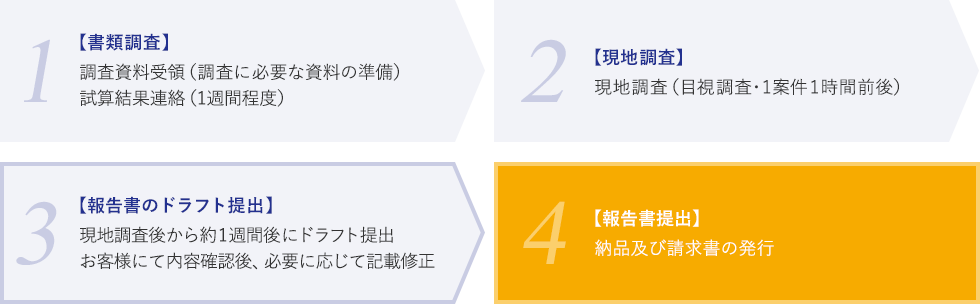 1
【書類調査】
調査資料受領（調査に必要な資料の準備）
試算結果連絡（1週間程度）
2
【現地調査】
現地調査（目視調査・1案件1時間前後）
3
【報告書のドラフト提出】
現地調査後から約1週間後にドラフト提出
お客様にて内容確認後、必要に応じて記載修正
4
【報告書提出】
納品及び請求書の発行